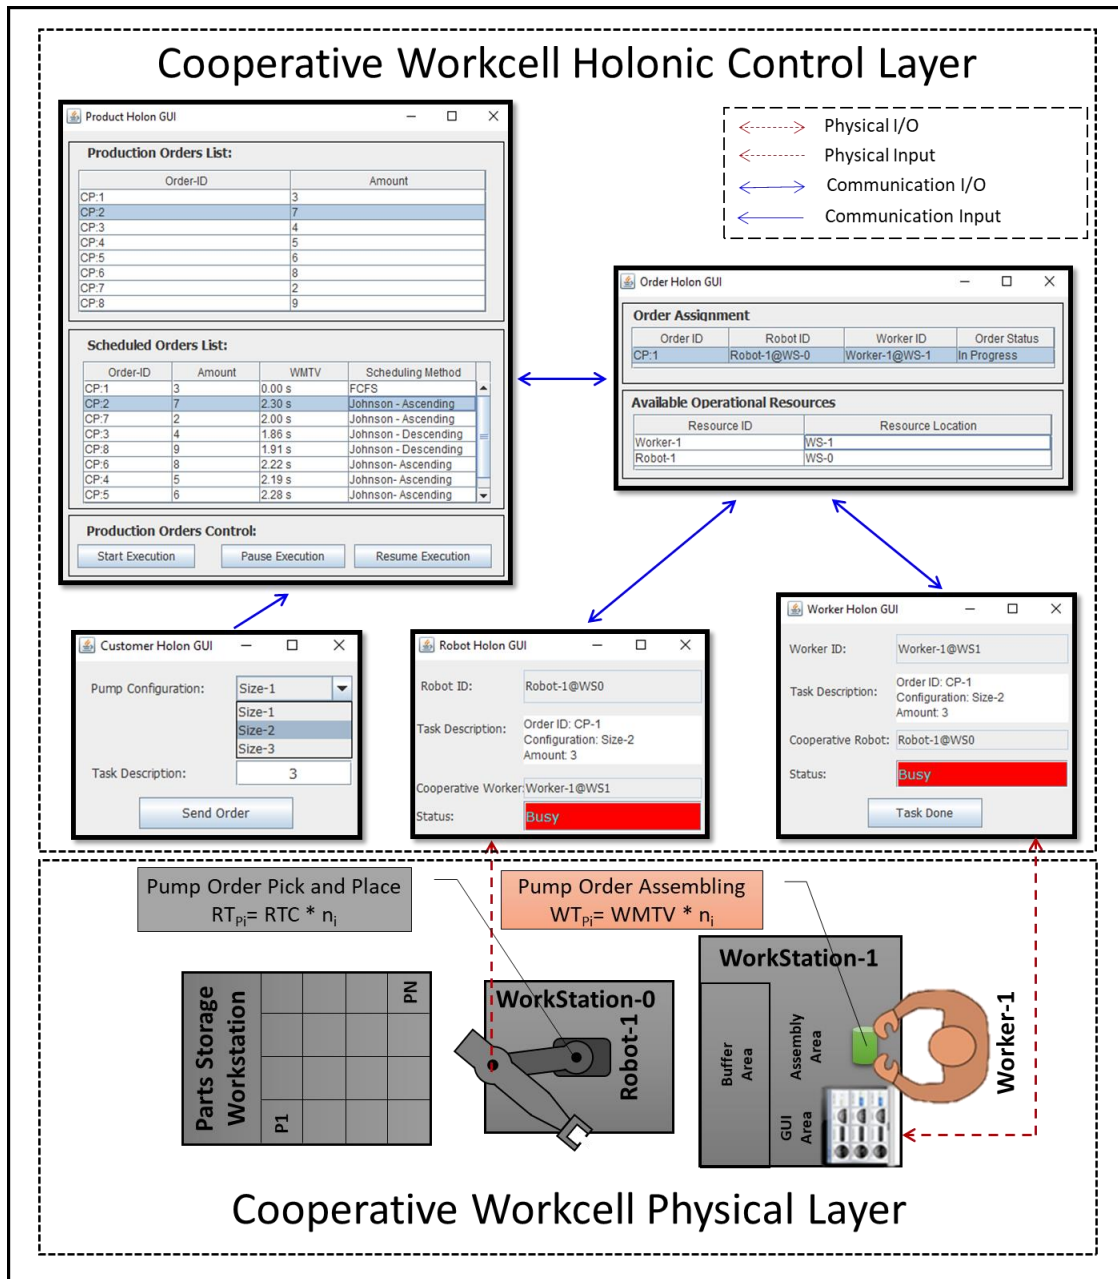 Cooperative Workcell Holonic Control Layer
Product Holon GUI
Production Orders List:
Order-ID Amount
CP:1 3
CP:2 7
CP:3 4
CP:4 5
CP:5 6
CP:6 8
CP:7 2
CP:8 9
Scheduled Orders List:
Order-ID Amount WMTV Scheduling Method
CP:1 3 0.00 s FCFS
CP:2 7 2.30 s Johnson - Ascending
CP:7 2 2.00 s Johnson - Ascending
CP:3 4 1.86 s Johnson - Descending
CP:8 9 1.91 s Johnson - Descending
CP:6 8 2.22 s Johnson- Ascending
CP:4 5 2.19 s Johnson- Ascending
CP:5 6 2.28 s Johnson- Ascending
Production Orders Control:
Start Execution Pause Execution Resume Execution
Physical I/O
Physical Input
Communication I/O
Communication Input
Order Holon GUI
Order Assignment
Order ID Robot ID Worker ID Order Status
CP:1 Robot-1@WS-0 Worker-1@WS-1 In Progress
Available Operational Resources
Resource ID Resource Location
Worker-1 WS-1
Robot-1 WS-0
Customer Holon GUI
Pump Configuration: Size-1
Size-1
Size-2
Size-3
Task Description: 3
Send Order
Robot Holon GUI
Robot ID: Robot-1@WS0
Task Description: Order ID: CP-1
Configuration: Size-2
Amount: 3
Cooperative Worker: Worker-1@WS1
Status: Busy
Worker Holon GUI
Worker ID: Worker-1@WS1
Task Description: Order ID: CP-1
Configuration: Size-2
Amount: 3
Cooperative Robot: Robot-1@WS0
Status: Busy
Task Done
Pump Order Pick and Place
RTPi= RTC * ni
Pump Order Assembling
WTPi= WMTV * ni
Parts Storage
Workstation
P1
PN
WorkStation-0
Robot-1
WorkStation-1
Buffer
Area
Assembly
Area
GUI
Area
Worker-1
Cooperative Workcell Physical Layer